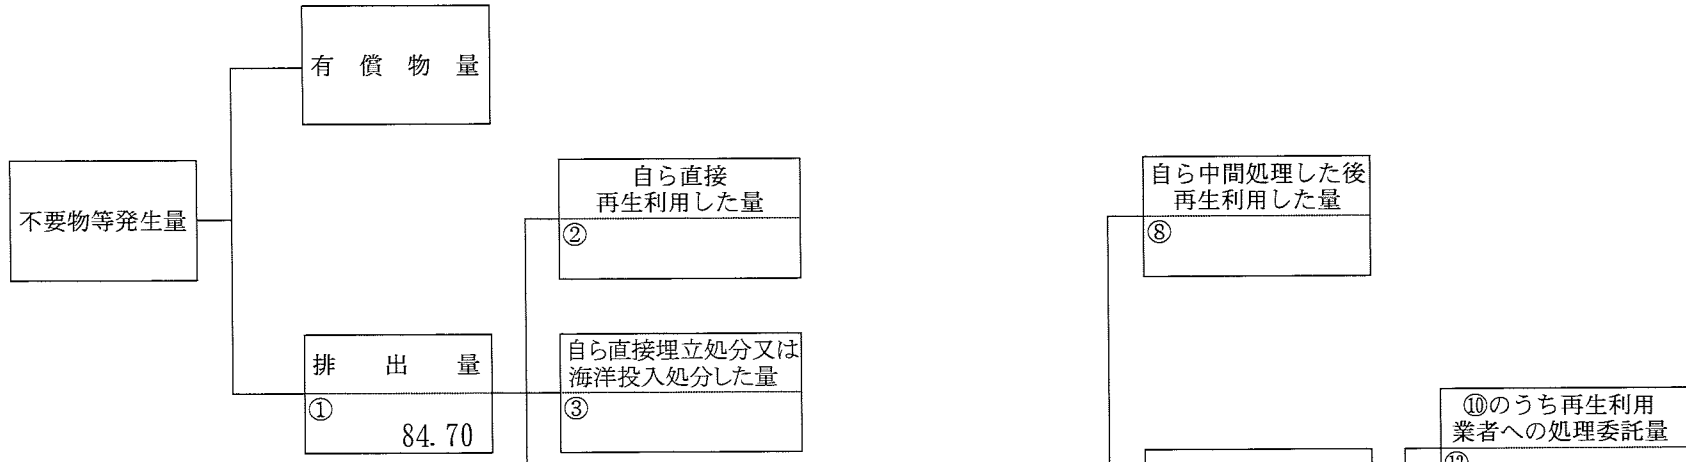 有償物量
不要物等発生量
排出量
①
84.70
自ら直接
再生利用した量
②
自ら直接埋立処分又は
海洋投入処分した量
③
自ら中間処理した後
再生利用した量
⑧
⑩のうち再生利用
業者への処理委託量